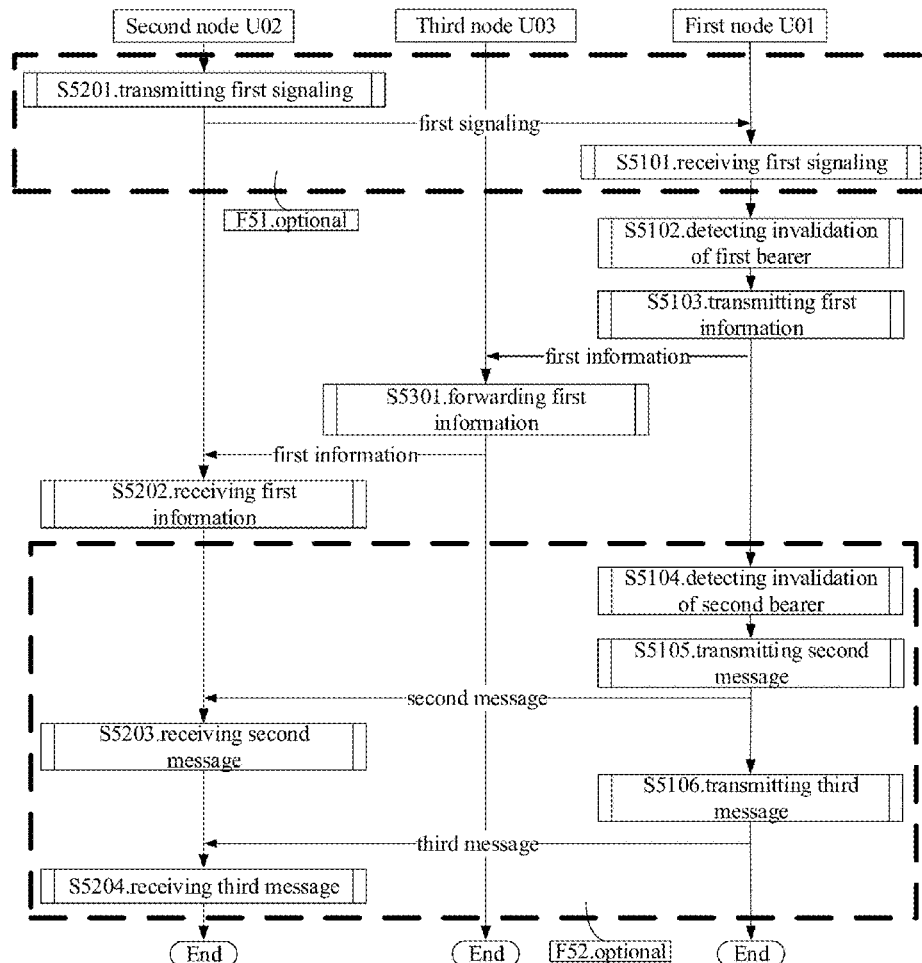 Second node U02
Third node U03
First node U01
S5201.transmitting first signaling
first signaling
S5101.receiving first signaling
F51.optional
S5102.detecting invalidation
of first bearer
S5103.transmitting first
information
first information
S5301.forwarding first
information
first information
S5202.receiving first
information
S5104.detecting invalidation
of second bearer
S5105.transmitting second
message
second message
S5203.receiving second
message
S5106.transmitting third
message
third message
S5204.receiving third message
End
End
F52.optional
End